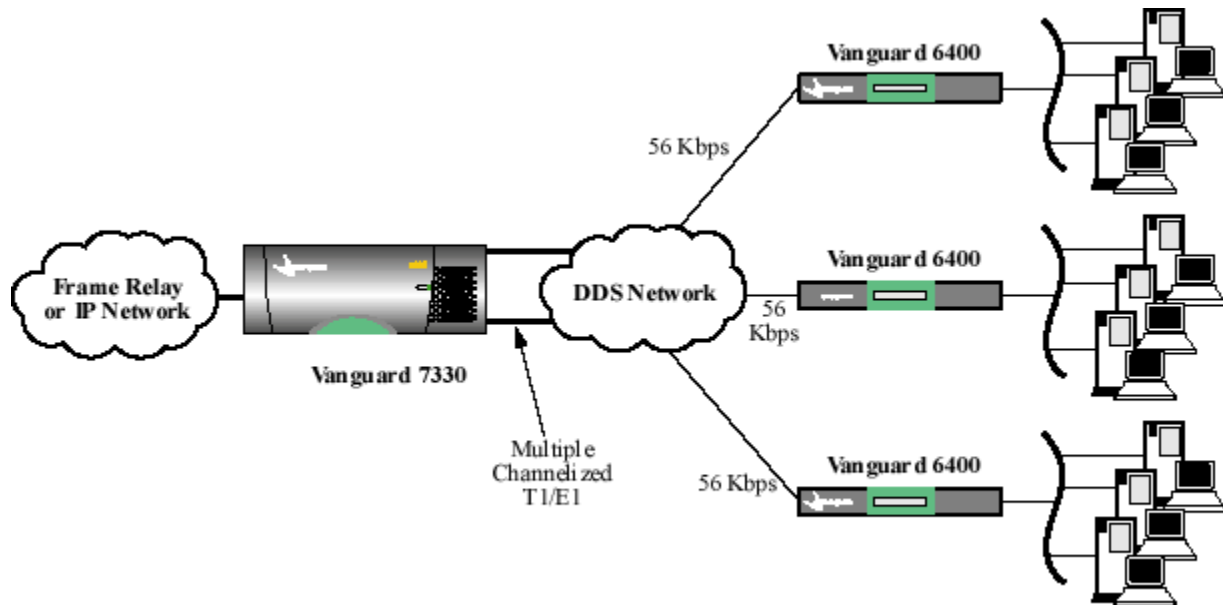 Vanguard 6400
56 Kbps
Frame Relay
or IP Network
Vanguard 7330
DDS Network
Vanguard 6400
56
Kbps
Multiple
Channelized
T1/E1
Vanguard 6400
56 Kbps